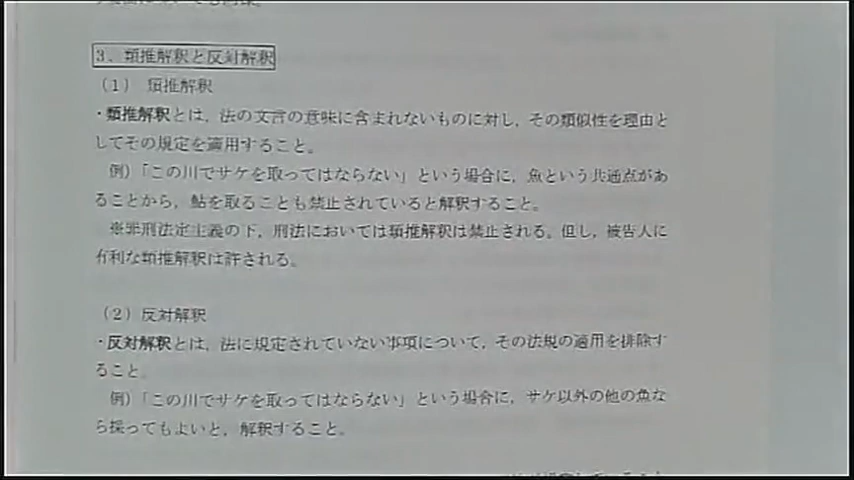 3．類推解釈と反対解釈
（1） 類推解釈
・類推解釈とは，法の文言の意味に含まれないものに対し，その類似性を理由と
してその規定を適用すること。
例）「この川でサケを取ってはならない」という場合に，魚という共通点があ
ることから，鮎を取ることも禁止されていると解釈すること。
※罪刑法定主義の下，刑法においては類推解釈は禁止される。但し，被告人に
有利な類推解釈は許される。
（2）反対解釈
・反対解釈とは，法に規定されていない事項について，その法規の適用を排除す
ること。
例）「この川でサケを取ってはならない」という場合に，サケ以外の他の魚な
ら採ってもよいと，解釈すること。